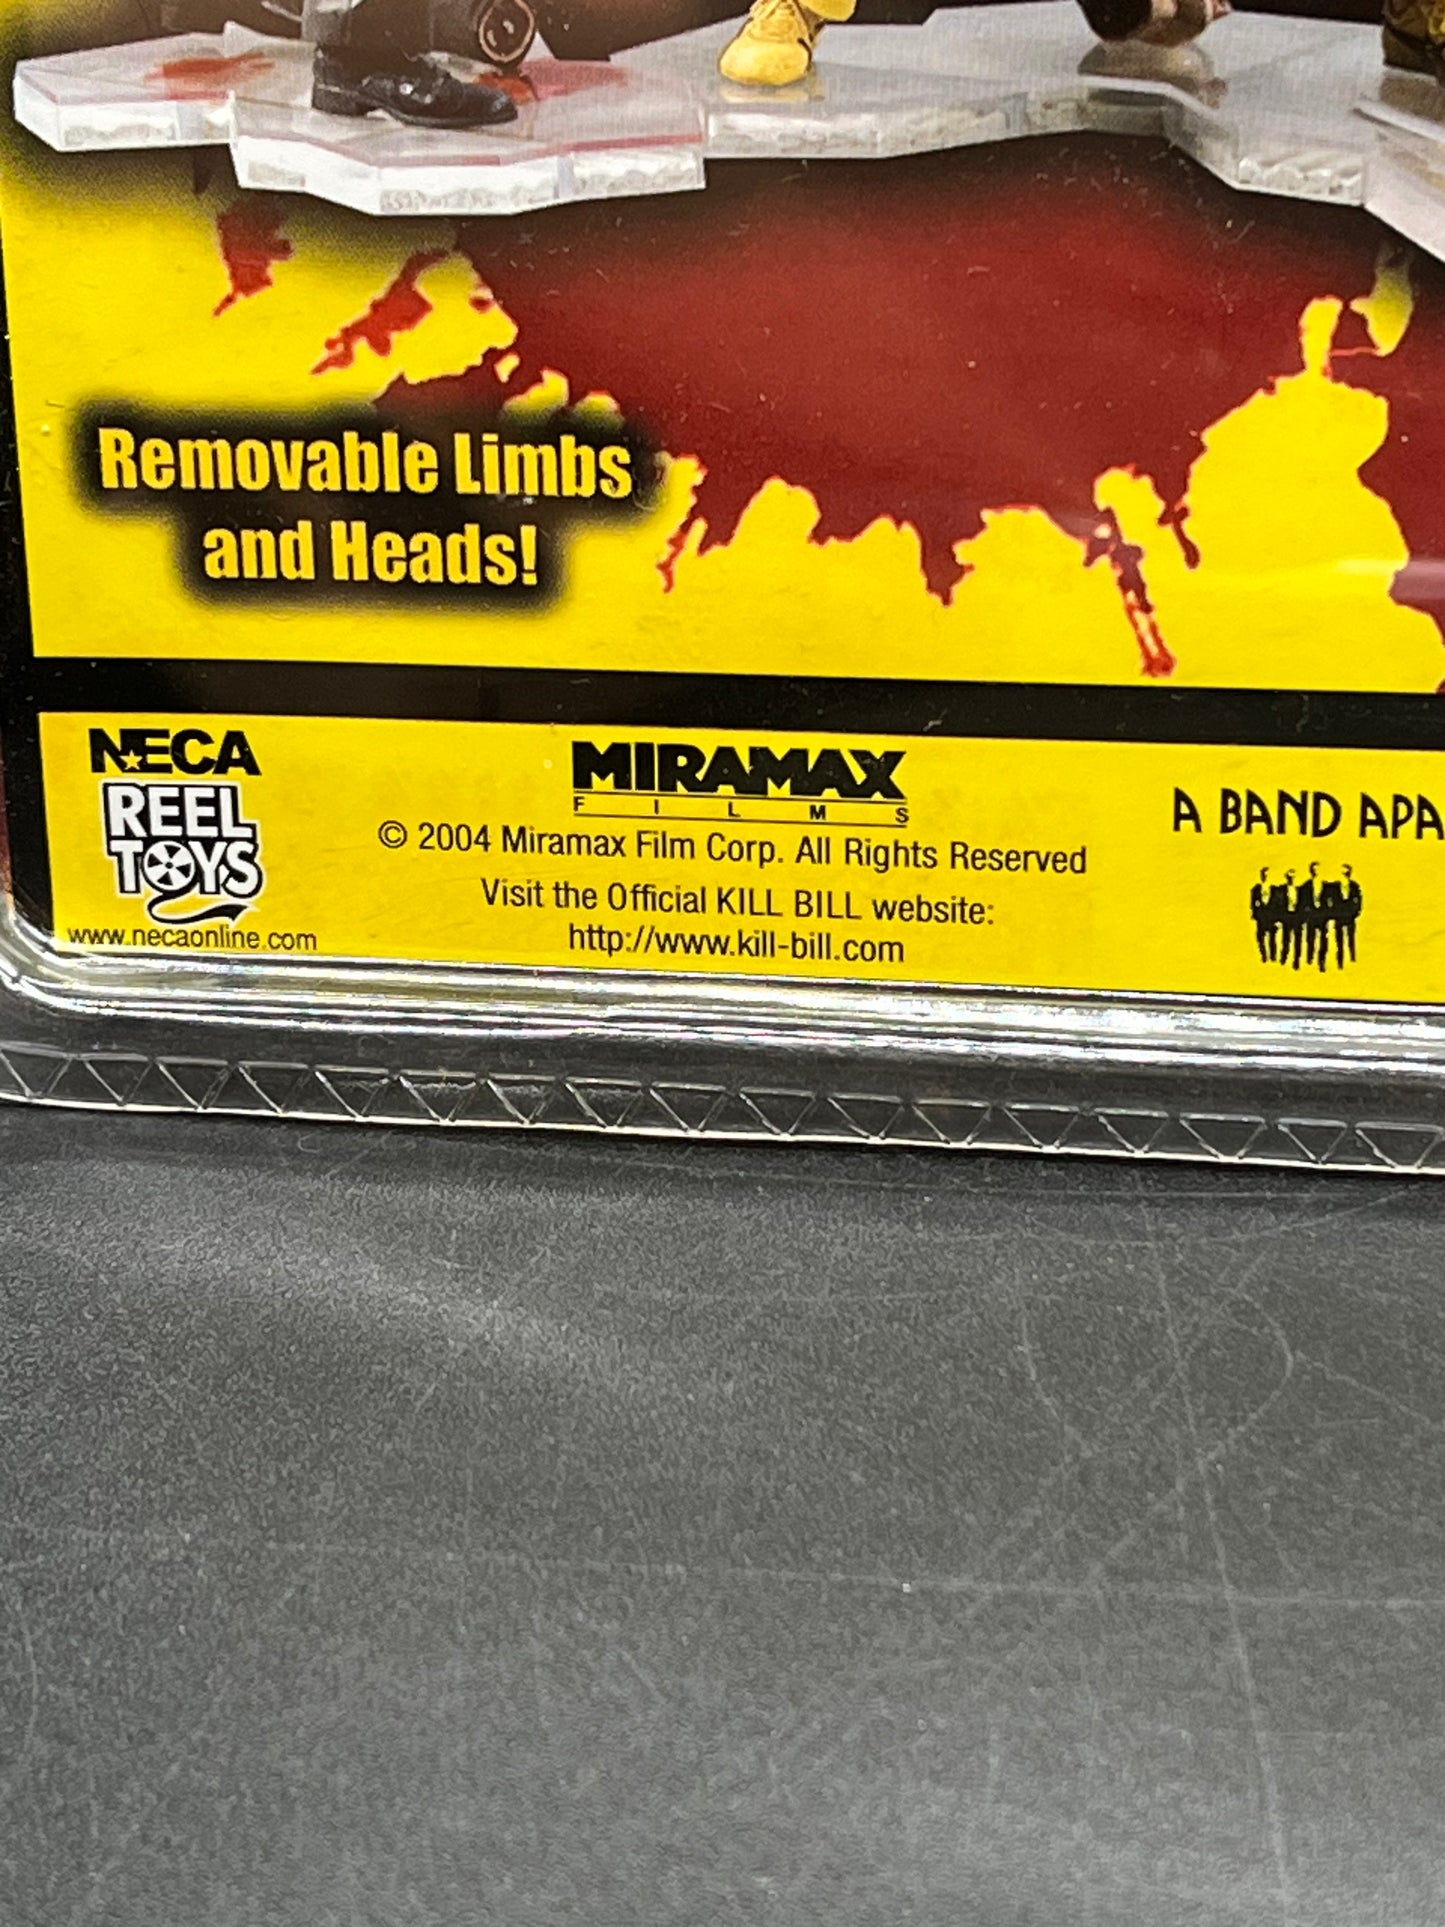 Removable Limbs
and Heads!
NECA
REEL
TOYS
www.necaonline.com
MIRAMAX
FILMS
© 2004 Miramax Film Corp. All Rights Reserved
Visit the Official KILL BILL website:
http://www.kill-bill.com
A BAND APA